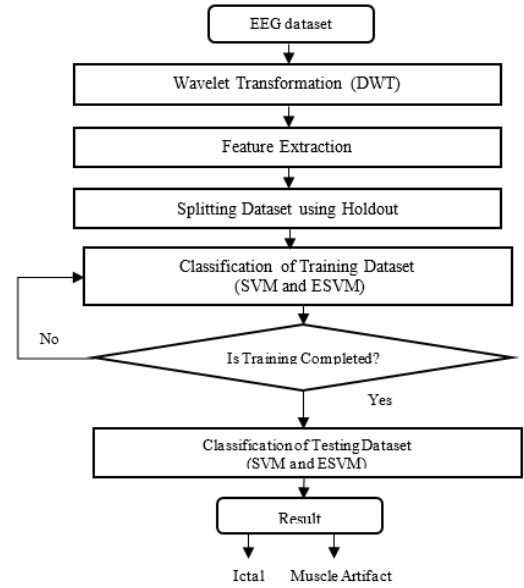 EEG dataset
Wavelet Transformation (DWT)
Feature Extraction
Splitting Dataset using Holdout
Classification of Training Dataset
(SVM and ESVM)
No
Is Training Completed?
Yes
Classification of Testing Dataset
(SVM and ESVM)
Result
Ictal
Muscle Artifact